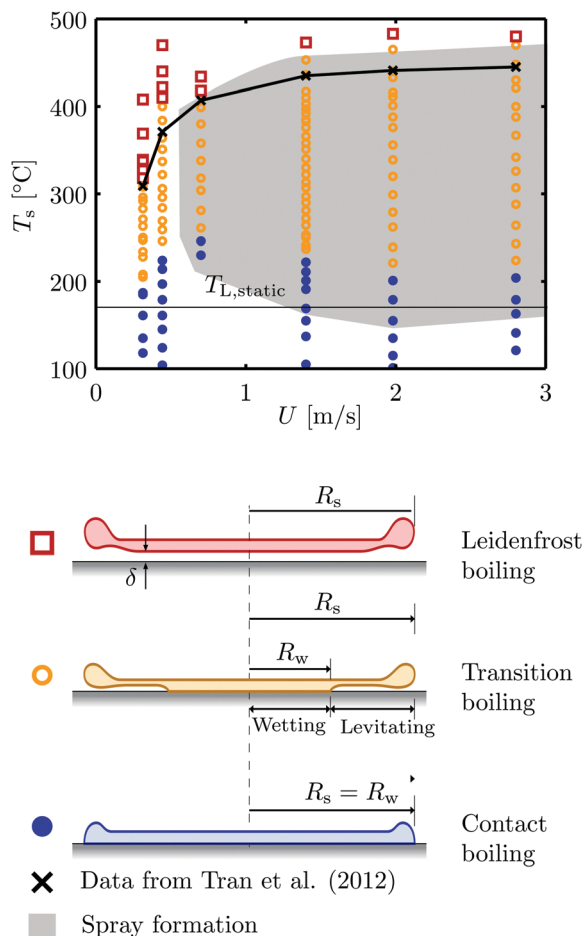 500
400
300
200
100
T_s [°C]
T_L,static
0 1 2 3
U [m/s]
R_s
Leidenfrost
boiling
δ
R_s
R_w
Transition
boiling
Wetting Levitating
R_s = R_w
Contact
boiling
Data from Tran et al. (2012)
Spray formation